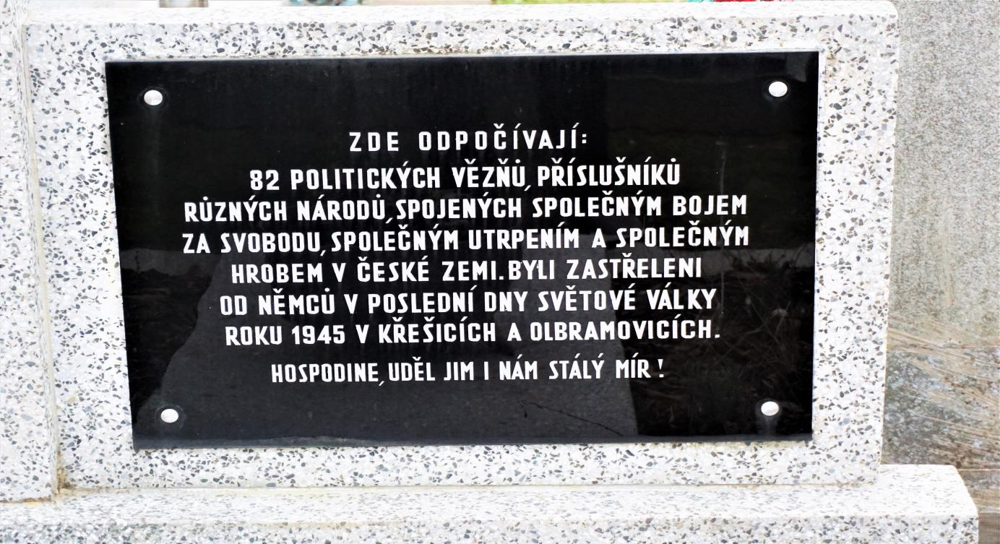 ZDE ODPOČÍVAJÍ:
82 POLITICKÝCH VĚZŇŮ, PŘÍSLUŠNÍKŮ
RŮZNÝCH NÁRODŮ, SPOJENÝCH SPOLEČNÝM BOJEM
ZA SVOBODU, SPOLEČNÝM UTRPENÍM A SPOLEČNÝM
HROBEM V ČESKÉ ZEMI. BYLI ZASTŘELENI
OD NĚMCŮ V POSLEDNÍ DNY SVĚTOVÉ VÁLKY
ROKU 1945 V KŘEŠICÍCH A OLBRAMOVICÍCH.
HOSPODINE, UDĚL JIM I NÁM STÁLÝ MÍR!